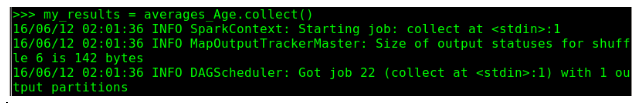 >>> my_results = averages_Age.collect()
16/06/12 02:01:36 INFO SparkContext: Starting job: collect at <stdin>:1
16/06/12 02:01:36 INFO MapOutputTrackerMaster: Size of output statuses for shuff
le 6 is 142 bytes
16/06/12 02:01:36 INFO DAGScheduler: Got job 22 (collect at <stdin>:1) with 1 ou
tput partitions